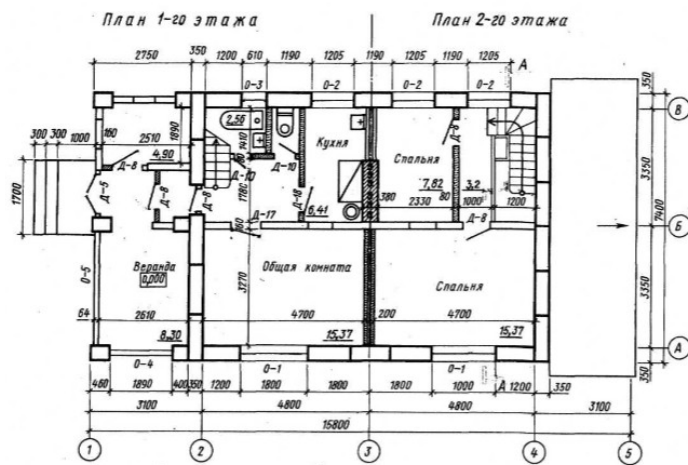 План 1-го этажа
План 2-го этажа
2750 350 1200 610 1190 1205 1190 1205 1190 1205 А
О-3 О-2 О-2 О-2
350
В
300 300 1000 160 2510 1890
2,56 1410 Кухня Спальня Д-8
4,90 Д-8 Д-10 Д-10
1700 Д-5 Д-8 Д-8 1780 Д-18 6,41 380 7,82 80 3,2
2330 1000 1200
3350 7400
Д-17 Д-8
Б
О-5 Веранда
0,000
Общая комната Спальня
3270 3350
64 2610 4700 200 4700
8,30 15,37 15,37
А
О-4 О-1 О-1
350
460 1890 400 350 1200 1800 1800 1800 1000 А 1200 350
3100 4800 4800 3100
15800
1 2 3 4 5